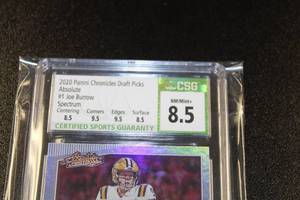 2020 Panini Chronicles Draft Picks
Absolute
#1 Joe Burrow
Spectrum
Centering Corners Edges Surface
8.5 9.5 9.5 8.5
CERTIFIED SPORTS GUARANTY
CSG
NM/Mint+
8.5